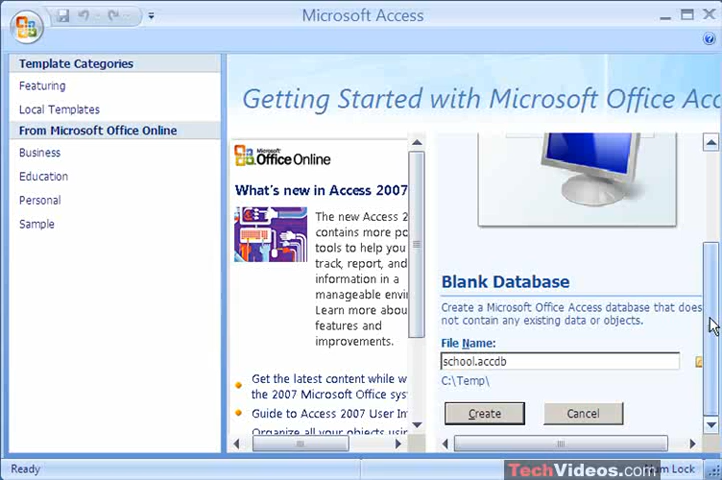 Microsoft Access
Template Categories
Featuring
Local Templates
From Microsoft Office Online
Business
Education
Personal
Sample
Getting Started with Microsoft Office Acc
Microsoft
Office Online
What's new in Access 2007
The new Access 2
contains more po
tools to help you
track, report, and
information in a
manageable envi
Learn more abou
features and
improvements.
Get the latest content while w
the 2007 Microsoft Office sys
Guide to Access 2007 User In
Organize all your objects usin
Blank Database
Create a Microsoft Office Access database that does
not contain any existing data or objects.
File Name:
school.accdb
C:\Temp\
Create
Cancel
Ready
TechVideos.com
Num Lock